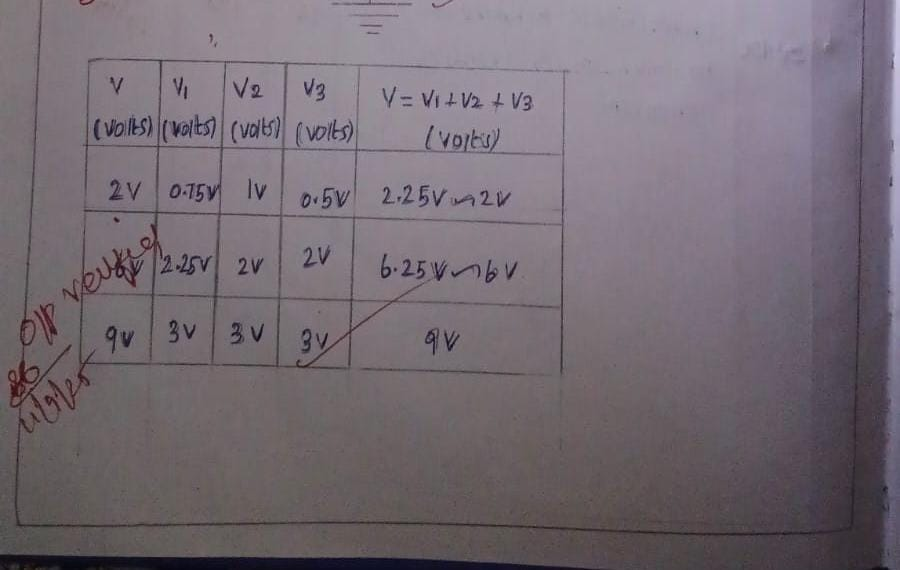 V V1 V2 V3 V = V1 + V2 + V3
(volts) (volts) (volts) (volts) (volts)
2V 0.75V 1V 0.5V 2.25V ~ 2V
6V 2.25V 2V 2V 6.25V ~ 6V
9V 3V 3V 3V 9V
O/P verified